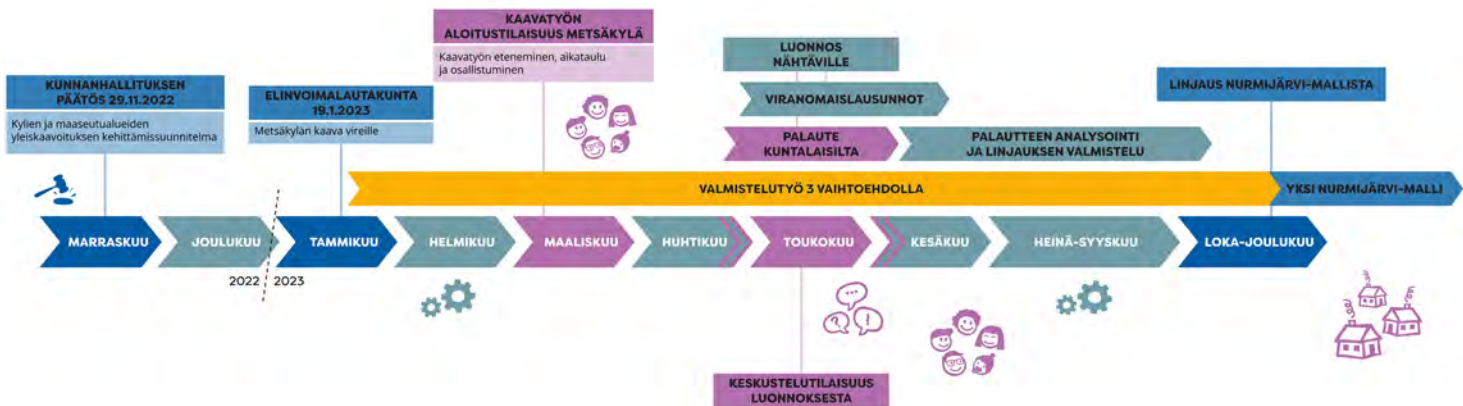 KUNNANHALLITUKSEN
PÄÄTÖS 29.11.2022
Kylien ja maaseutualueiden
yleiskaavoituksen kehittämissuunnitelma
ELINVOIMALAUTAKUNTA
19.1.2023
Metsäkylän kaava vireille
KAAVATYÖN
ALOITUSTILAISUUS METSÄKYLÄ
Kaavatyön eteneminen, aikataulu
ja osallistuminen
LUONNOS
NÄHTÄVILLE
VIRANOMAISLAUSUNNOT
PALAUTE
KUNTALAISILTA
PALAUTTEEN ANALYSOINTI
JA LINJAUKSEN VALMISTELU
LINJAUS NURMIJÄRVI-MALLISTA
VALMISTELUTYÖ 3 VAIHTOEHDOLLA
YKSI NURMIJÄRVI-MALLI
MARRASKUU
JOULUKUU
TAMMIKUU
HELMIKUU
MAALISKUU
HUHTIKUU
TOUKOKUU
KESÄKUU
HEINÄ-SYYSKUU
LOKA-JOULUKUU
2022
2023
... 
?
!
KESKUSTELUTILAISUUS
LUONNOKSESTA